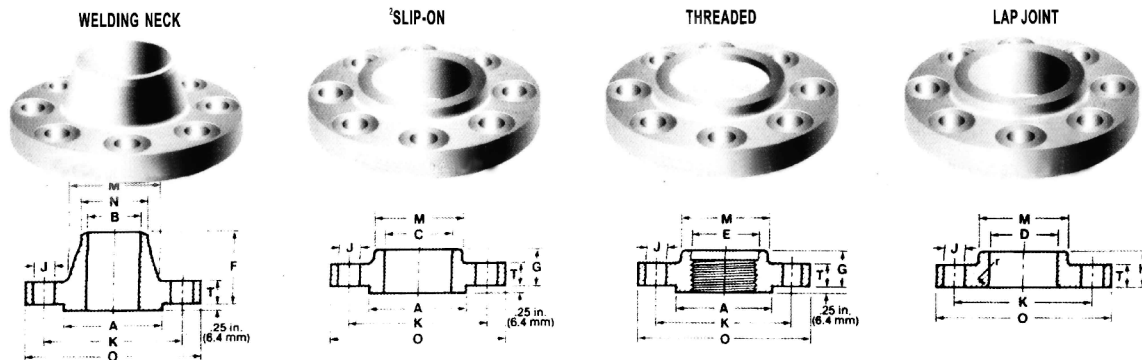 WELDING NECK
²SLIP-ON
THREADED
LAP JOINT
M
N
B
J
F
T
A
K
O
.25 in.
(6.4 mm)
M
C
J
T
G
A
K
O
.25 in.
(6.4 mm)
M
E
J
T
G
A
K
O
.25 in.
(6.4 mm)
M
D
J
r
T
K
O